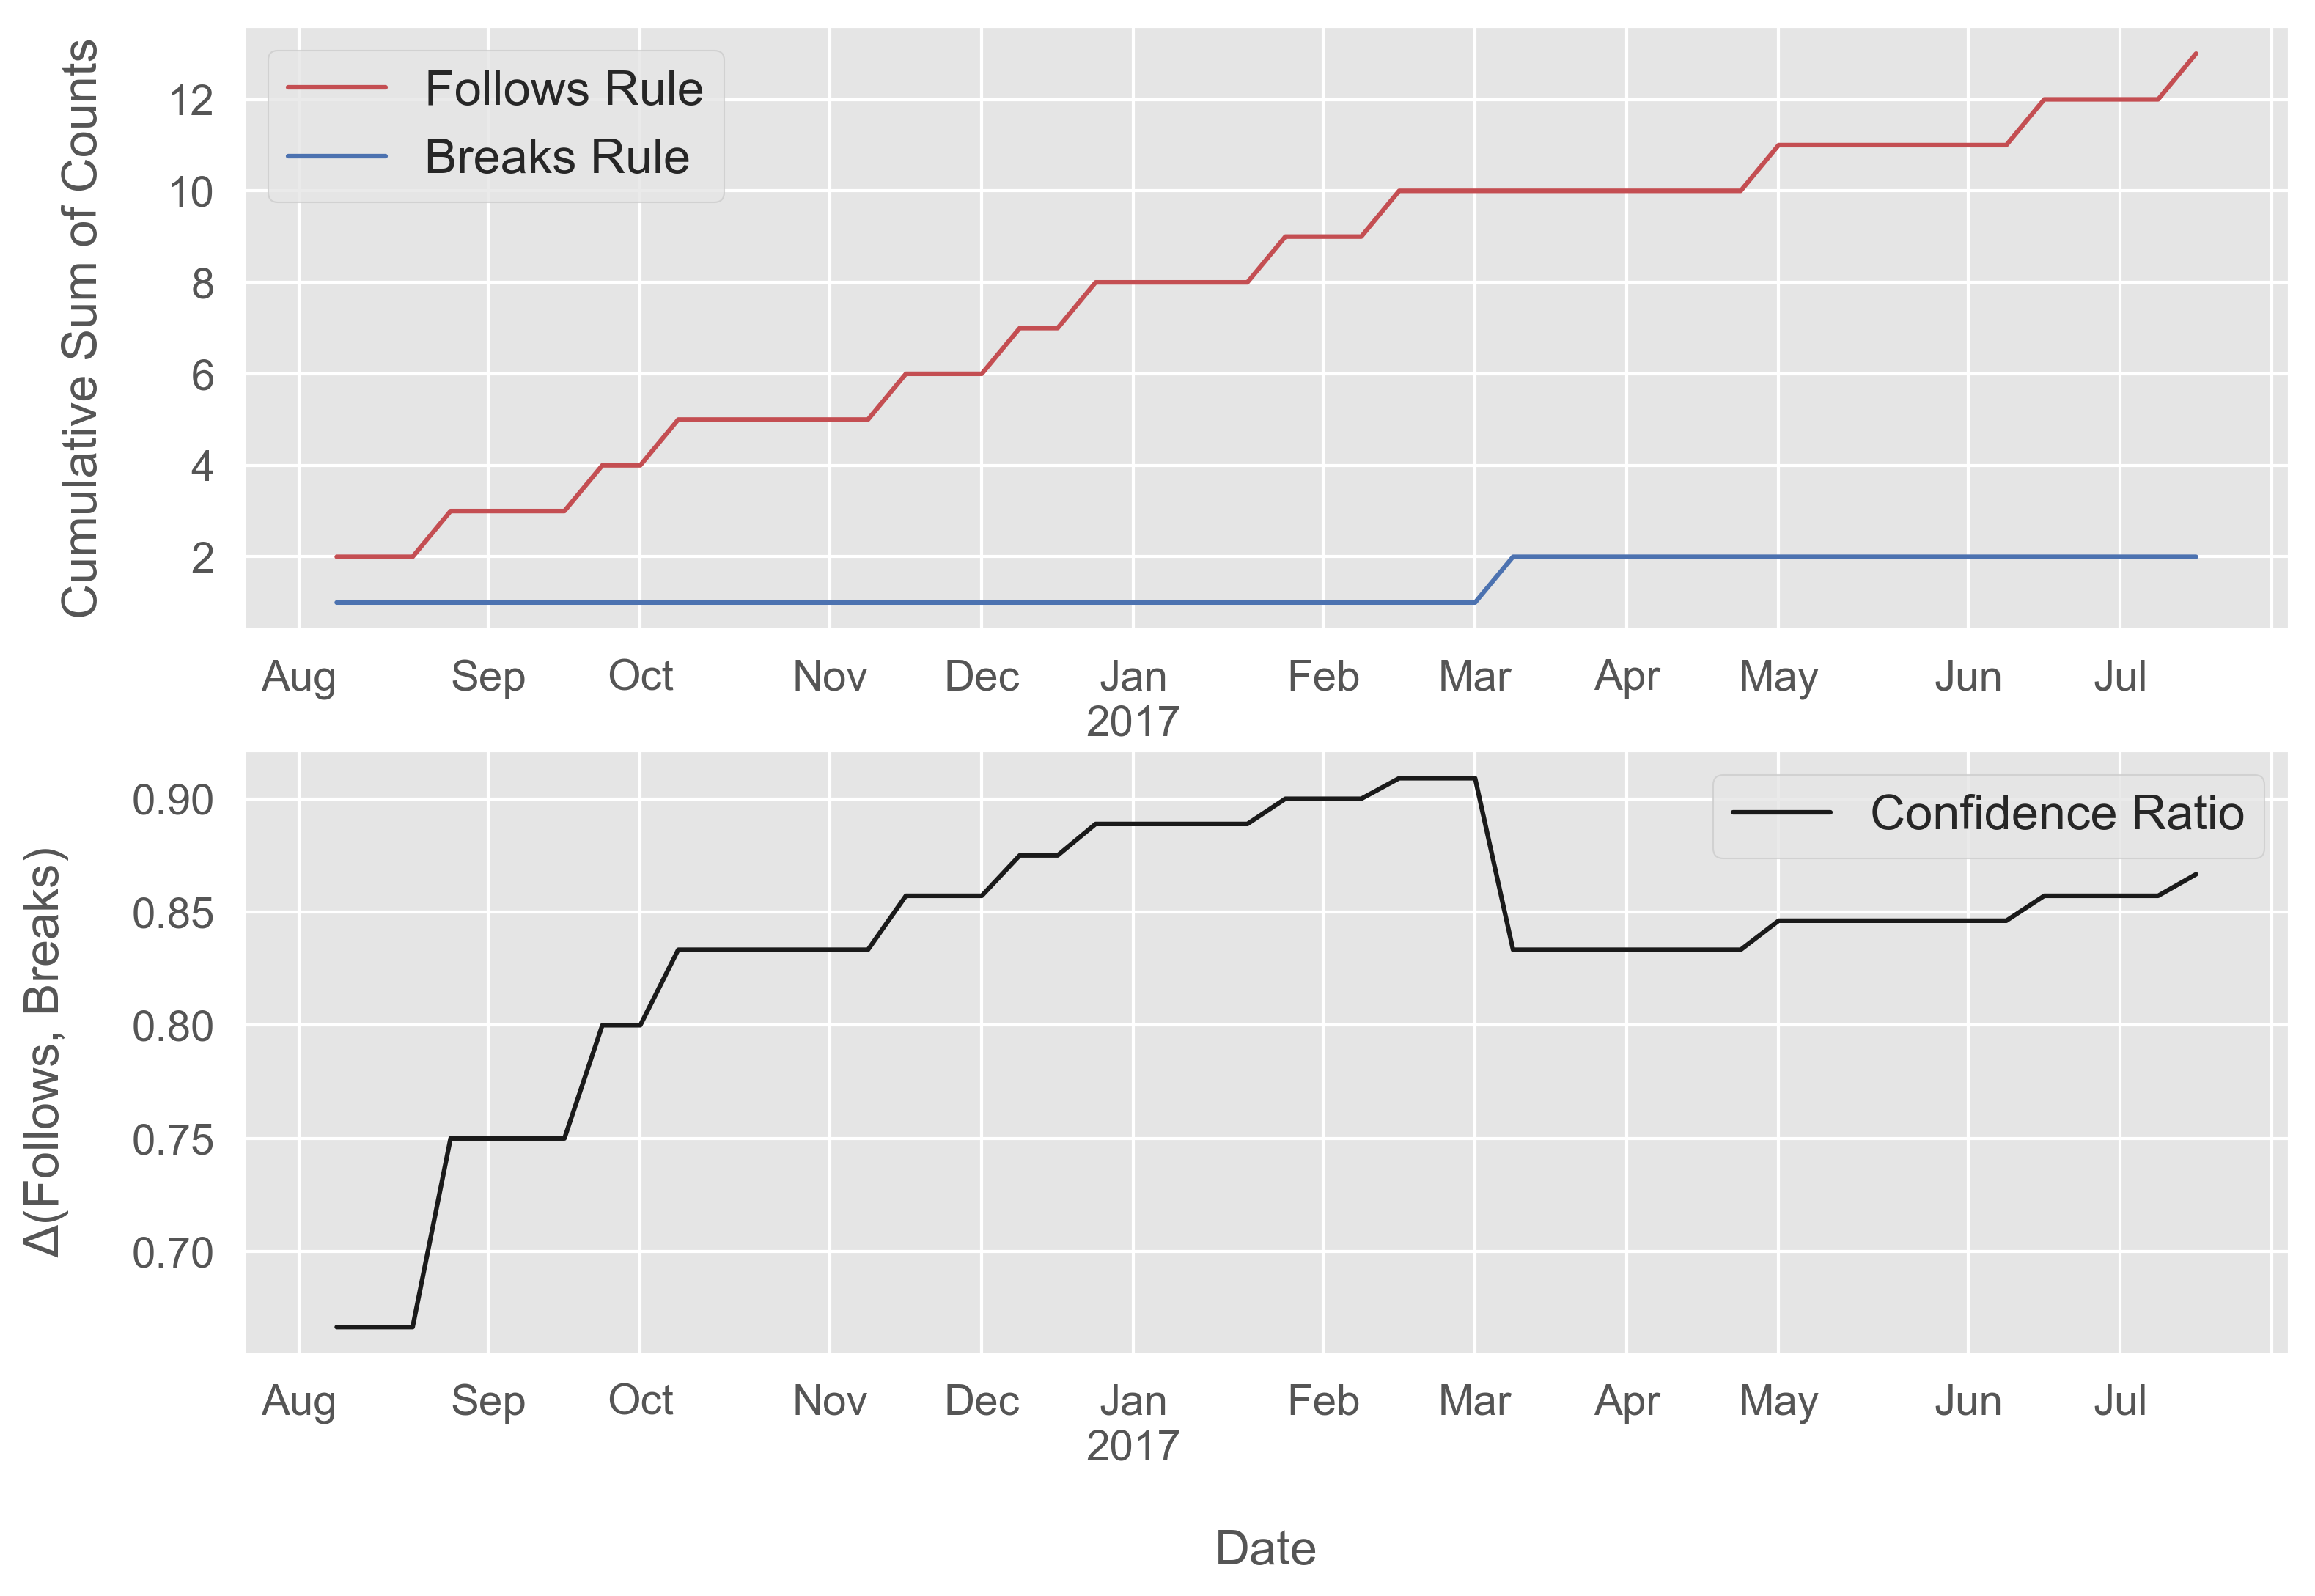 Cumulative Sum of Counts
12
10
8
6
4
2
Follows Rule
Breaks Rule
Aug Sep Oct Nov Dec Jan Feb Mar Apr May Jun Jul
2017
Δ(Follows, Breaks)
0.90
0.85
0.80
0.75
0.70
Confidence Ratio
Aug Sep Oct Nov Dec Jan Feb Mar Apr May Jun Jul
2017
Date